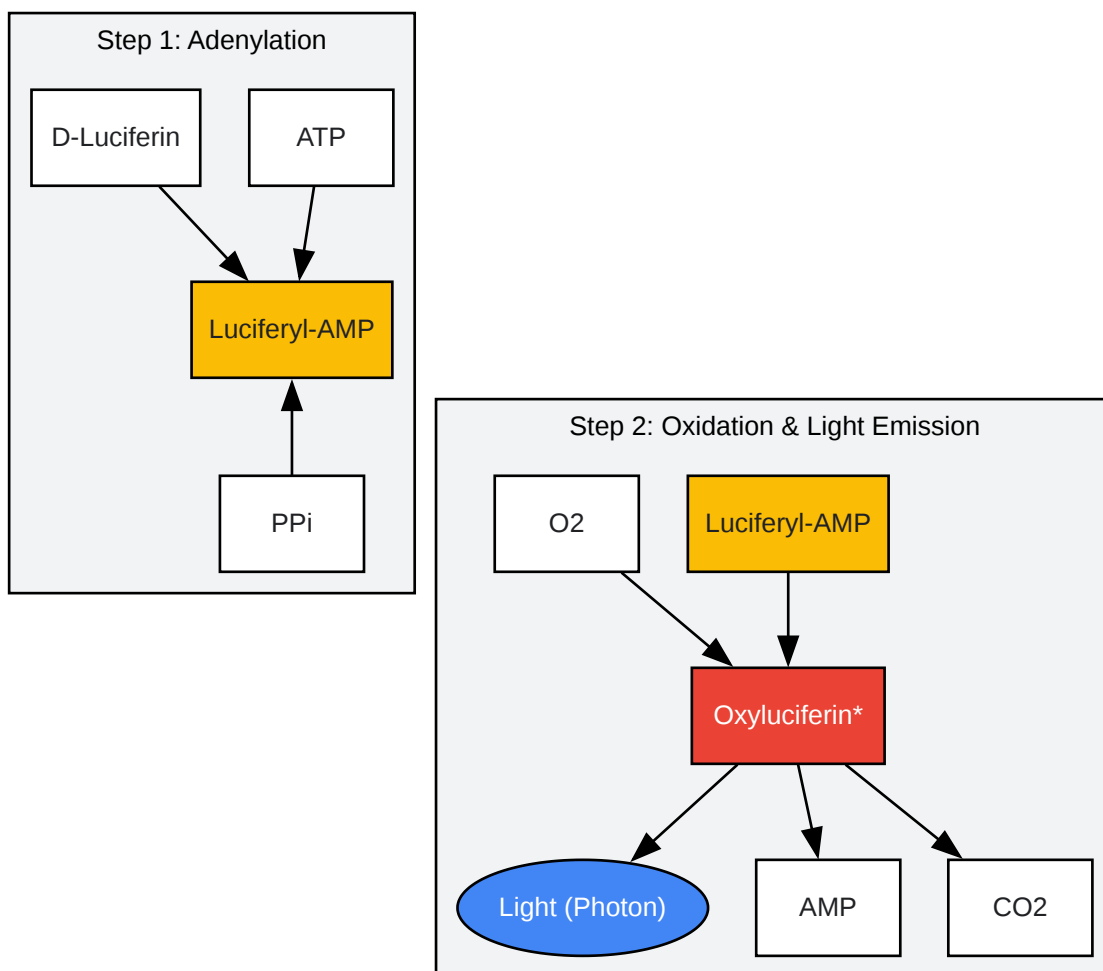 Step 1: Adenylation
D-Luciferin
ATP
Luciferyl-AMP
PPi
Step 2: Oxidation & Light Emission
O2
Luciferyl-AMP
Oxyluciferin*
Light (Photon)
AMP
CO2